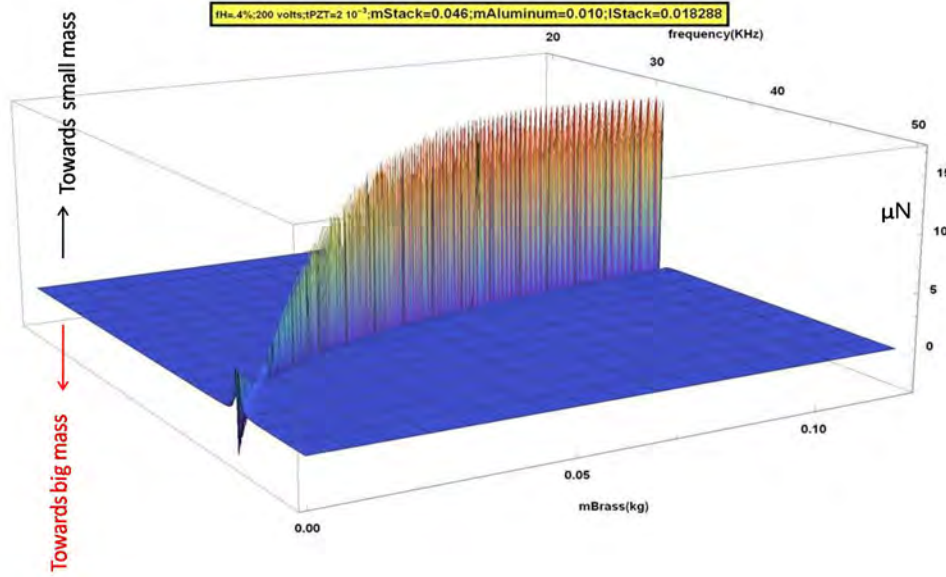 fH=.4%;200 volts;tPZT=2 10⁻³;mStack=0.046;mAluminum=0.010;lStack=0.018288
frequency(KHz)
20
30
40
50
Towards small mass
Towards big mass
μN
15
10
5
0
0.00
0.05
0.10
mBrass(kg)